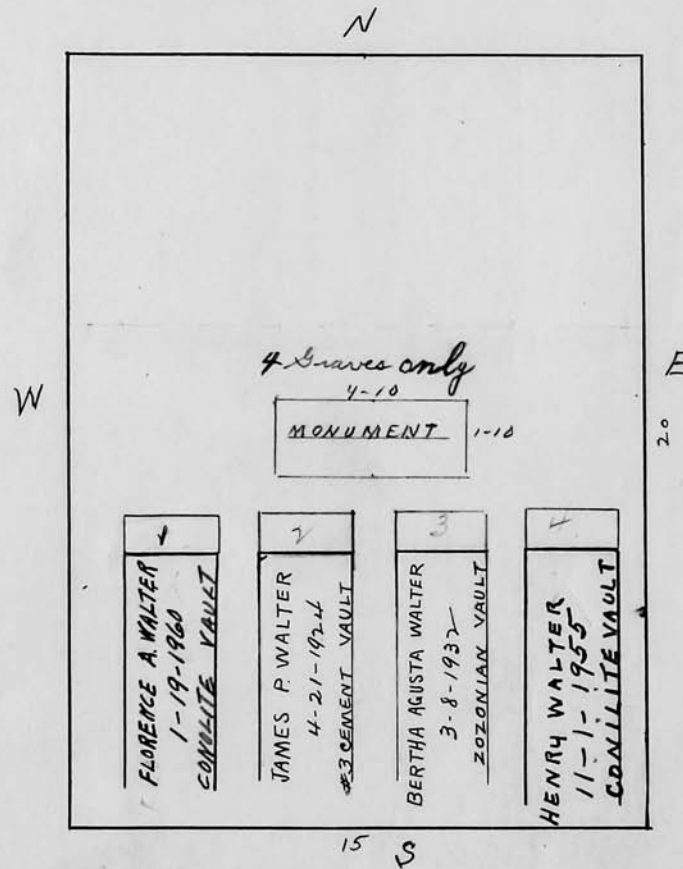 N
W
E
20
4 Graves only
4-10
MONUMENT
1-10
1
FLORENCE A. WALTER
1-19-1960
CONOLITE VAULT
2
JAMES P. WALTER
4-21-1924
#3 CEMENT VAULT
3
BERTHA AGUSTA WALTER
3-8-1932
ZOZONIAN VAULT
4
HENRY WALTER
11-1-1955
CONILITE VAULT
15
S